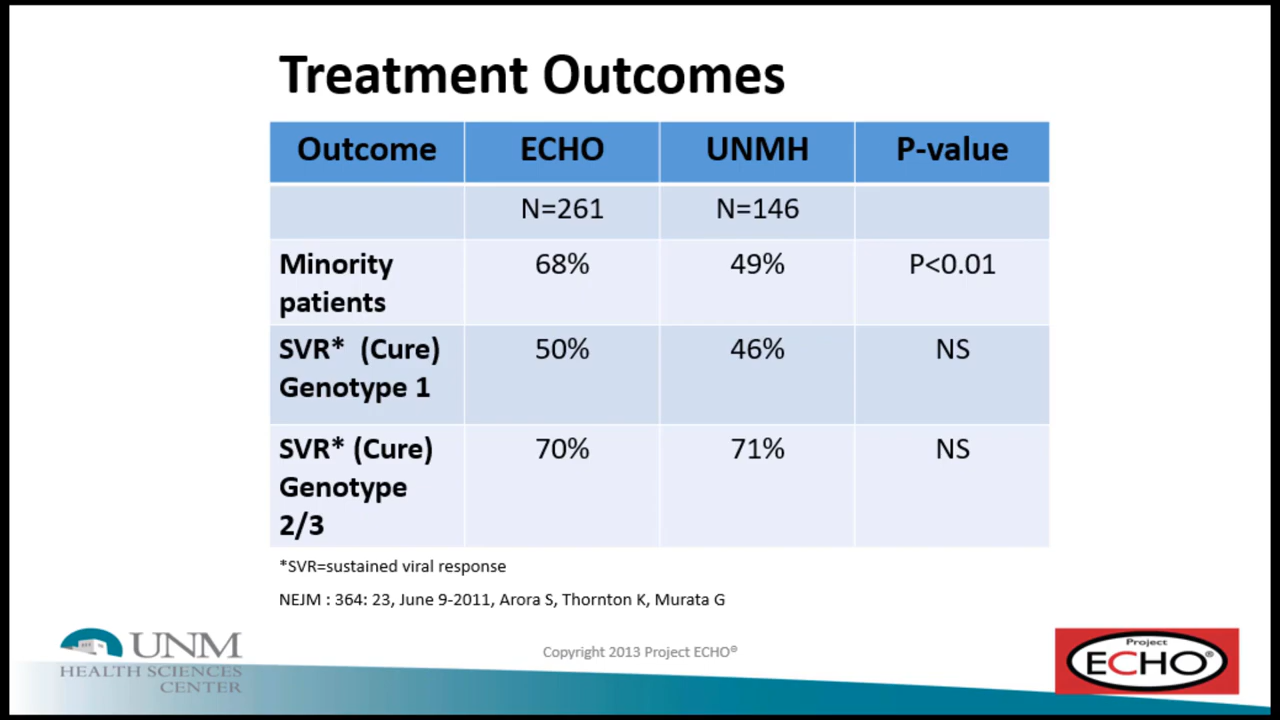 Treatment Outcomes
Outcome ECHO UNMH P-value
N=261 N=146
Minority patients 68% 49% P<0.01
SVR* (Cure) Genotype 1 50% 46% NS
SVR* (Cure) Genotype 2/3 70% 71% NS
*SVR=sustained viral response
NEJM : 364: 23, June 9-2011, Arora S, Thornton K, Murata G
UNM
HEALTH SCIENCES
CENTER
Copyright 2013 Project ECHO®
Project
ECHO®